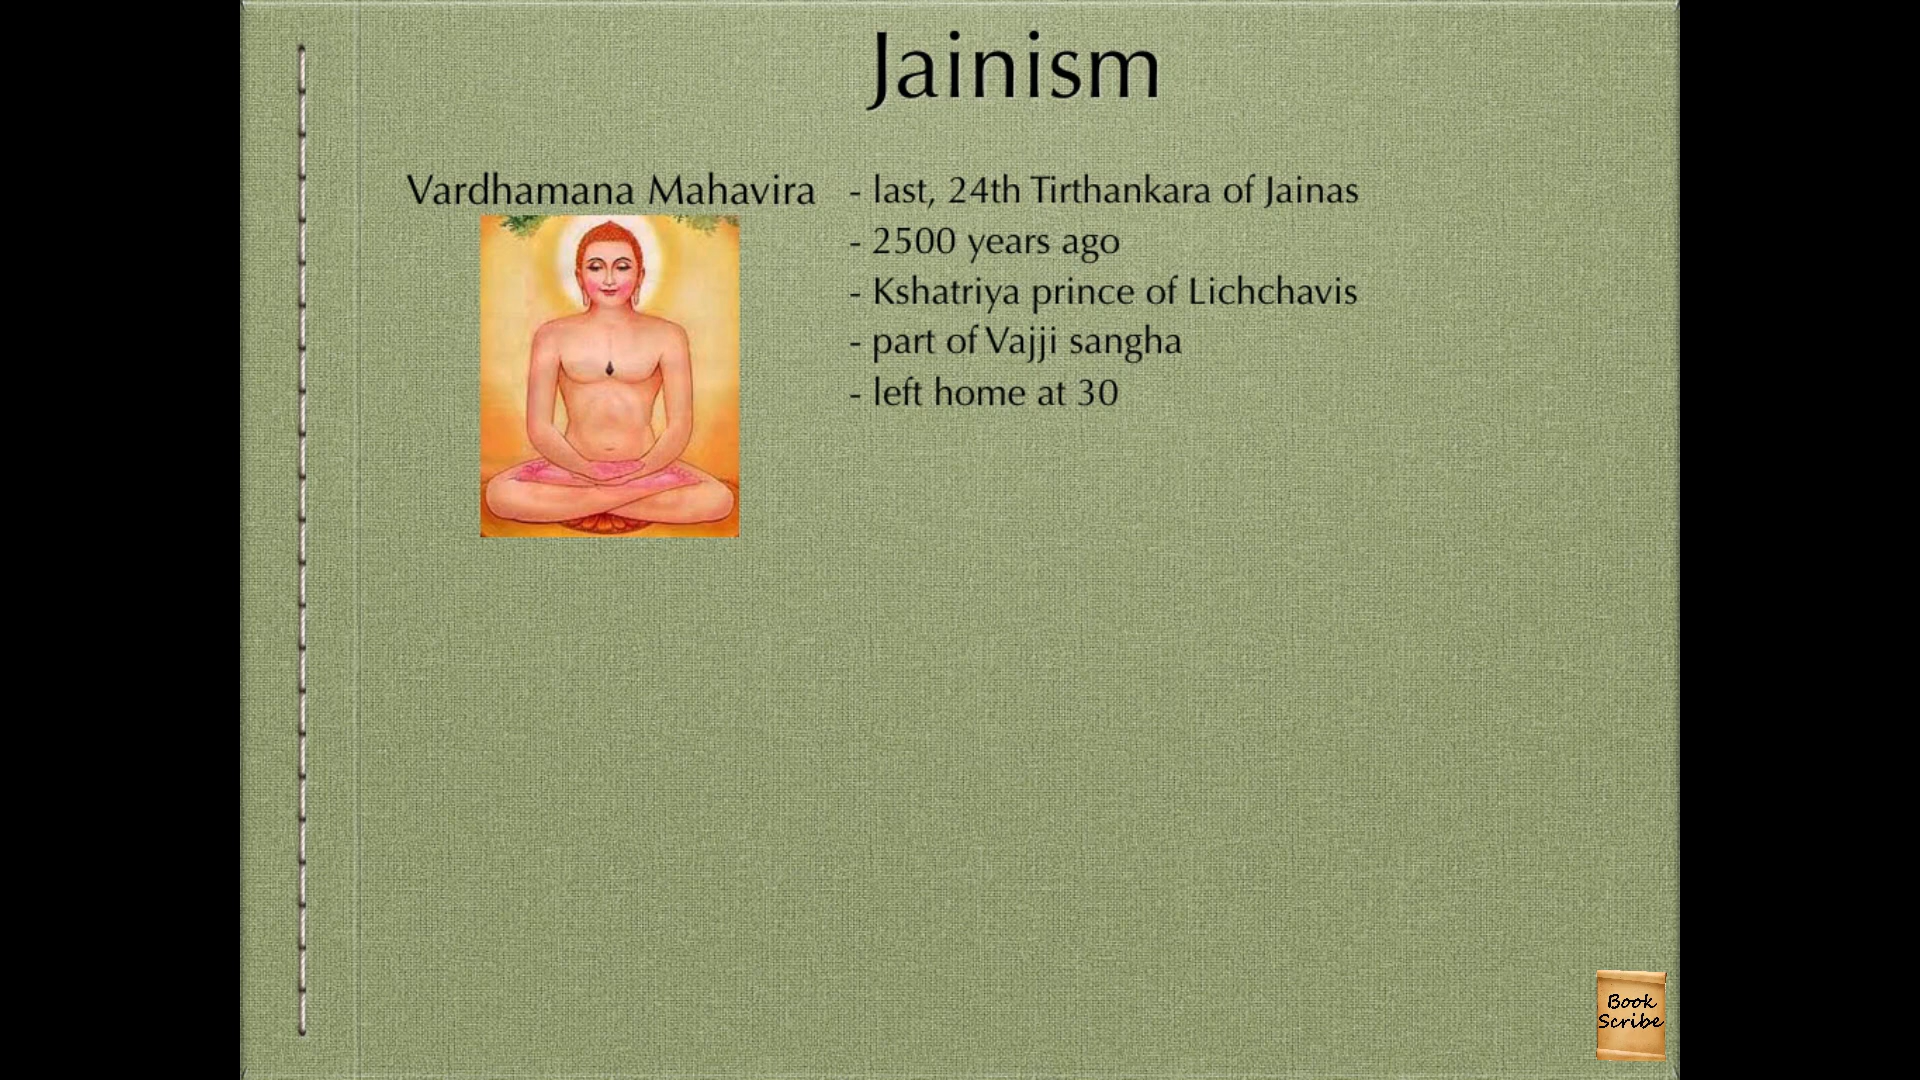 Jainism
Vardhamana Mahavira - last, 24th Tirthankara of Jainas
- 2500 years ago
- Kshatriya prince of Lichchavis
- part of Vajji sangha
- left home at 30
Book
Scribe